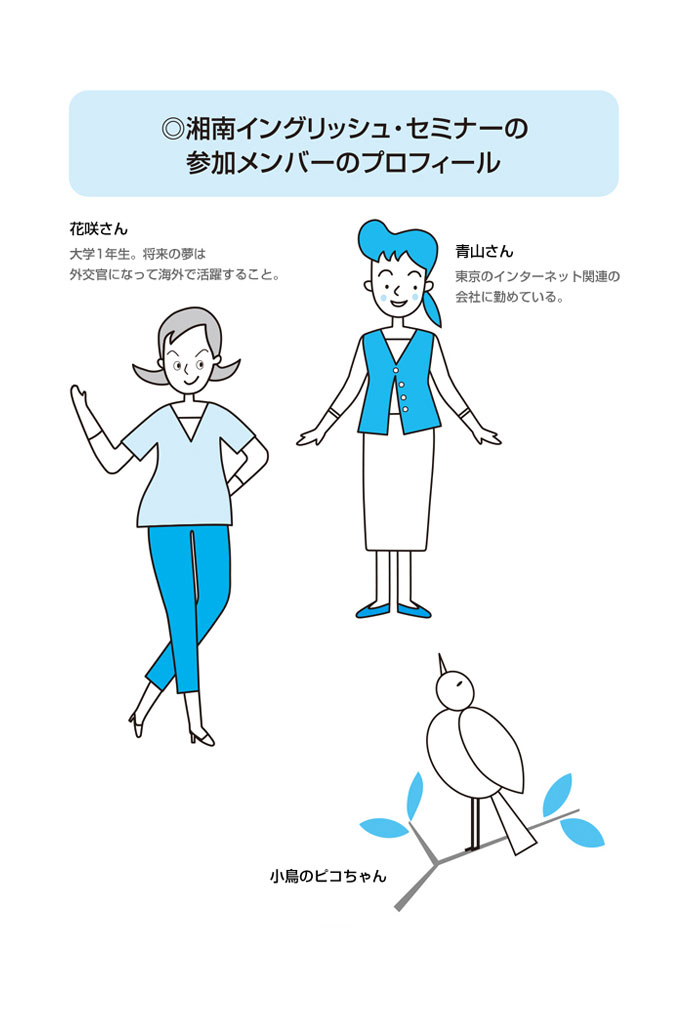 ◎湘南イングリッシュ・セミナーの
参加メンバーのプロフィール
花咲さん
大学1年生。将来の夢は
外交官になって海外で活躍すること。
青山さん
東京のインターネット関連の
会社に勤めている。
小鳥のピコちゃん